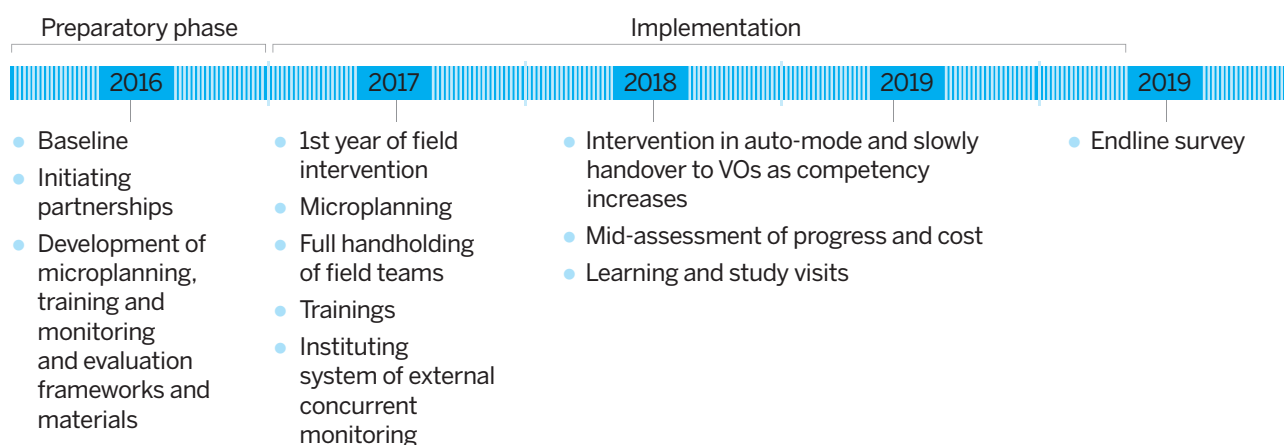 Preparatory phase
Implementation
2016
2017
2018
2019
2019
Baseline
Initiating
partnerships
Development of
microplanning,
training and
monitoring
and evaluation
frameworks and
materials
1st year of field
intervention
Microplanning
Full handholding
of field teams
Trainings
Instituting
system of external
concurrent
monitoring
Intervention in auto-mode and slowly
handover to VOs as competency
increases
Mid-assessment of progress and cost
Learning and study visits
Endline survey